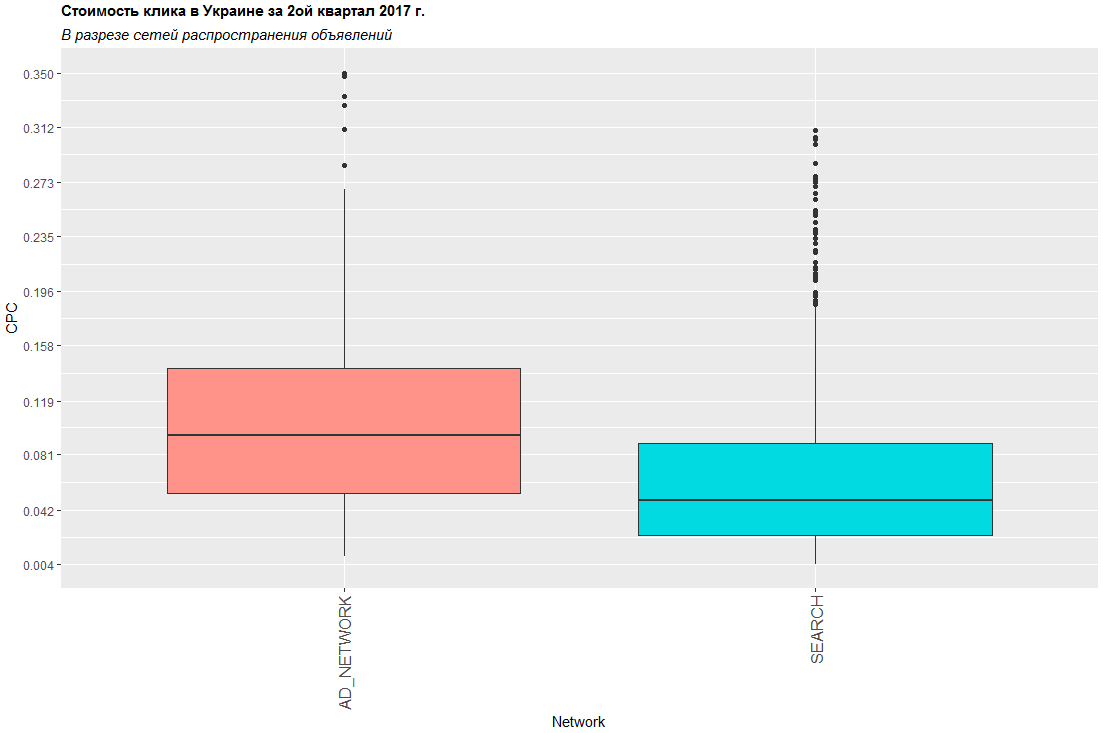 Стоимость клика в Украине за 2ой квартал 2017 г.
В разрезе сетей распространения объявлений
0.350
0.312
0.273
0.235
0.196
0.158
0.119
0.081
0.042
0.004
CPC
AD_NETWORK
SEARCH
Network